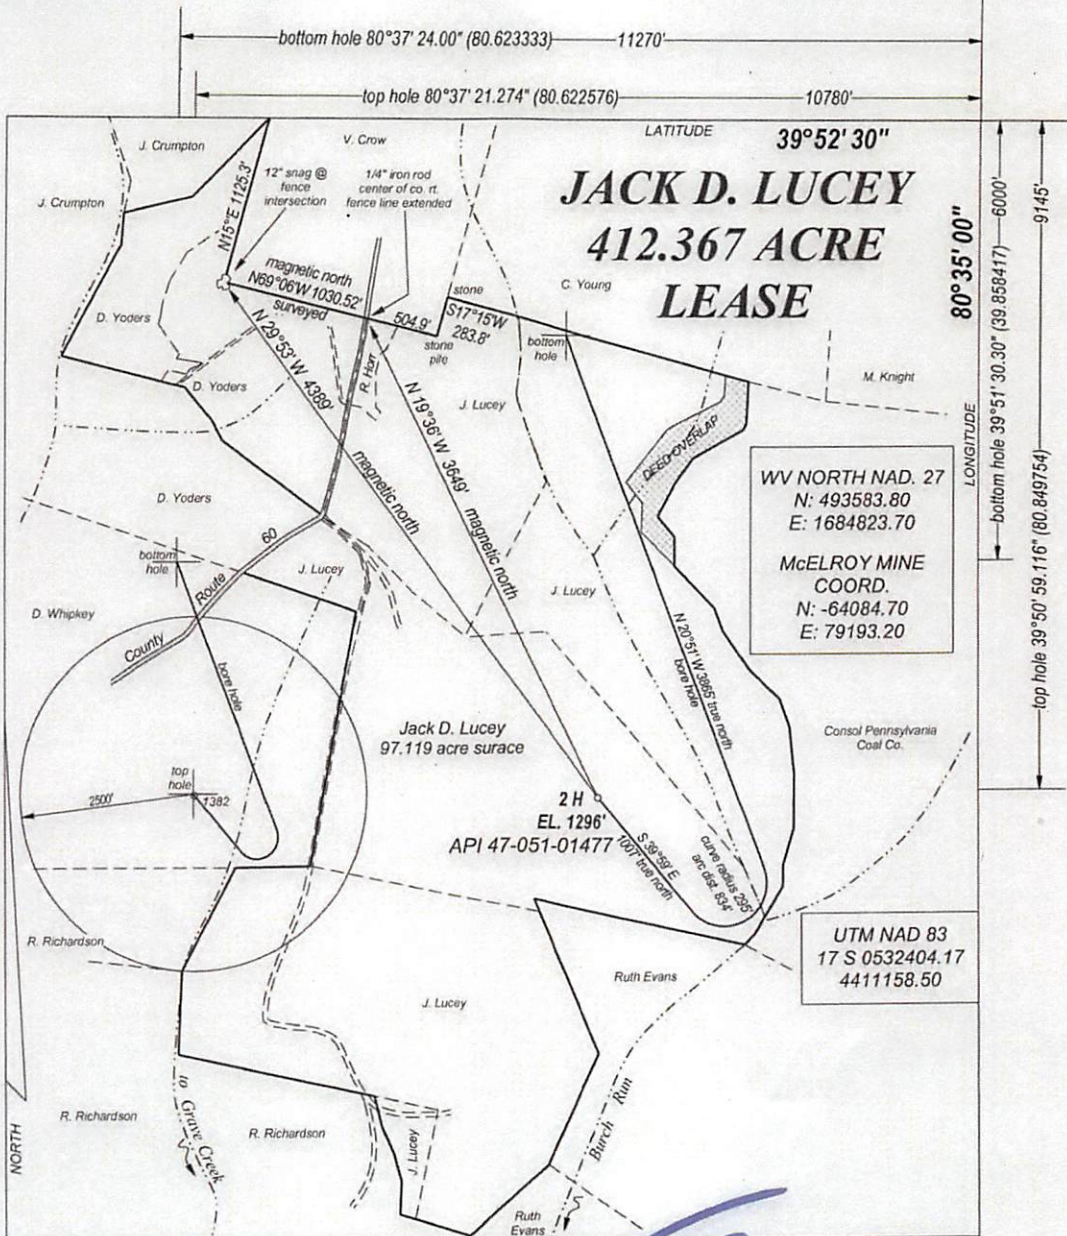 bottom hole 80°37' 24.00" (80.623333) 11270'
top hole 80°37' 21.274" (80.622576) 10780'
LATITUDE 39°52' 30"
JACK D. LUCEY
412.367 ACRE
LEASE
80°35' 00"
LONGITUDE
bottom hole 39°51' 30.30" (39.858417) 6000'
top hole 39°50' 59.116" (80.849754) 9145'
J. Crumpton
V. Crow
J. Crumpton
N15°E 1125.3'
12" snag @
fence
intersection
1/4" iron rod
center of co. rt.
fence line extended
magnetic north
N69°06'W 1030.52'
surveyed
504.9'
stone
S17°15'W
283.8'
stone
pile
C. Young
bottom
hole
D. Yoders
D. Yoders
R. Harr
J. Lucey
M. Knight
N 29°53' W 4389'
magnetic north
N 19°36' W 3649'
magnetic north
DEED OVERLAP
WV NORTH NAD. 27
N: 493583.80
E: 1684823.70
McELROY MINE
COORD.
N: -64084.70
E: 79193.20
D. Yoders
bottom
hole
County Route 60
J. Lucey
J. Lucey
D. Whipkey
bore hole
N 20°51' W 3865' true north
bore hole
Jack D. Lucey
97.119 acre surace
Consol Pennsylvania
Coal Co.
top
hole
1382
2500'
2 H
EL. 1296'
API 47-051-01477
S 39°59' E
1007' true north
curve radius 295'
arc dist. 834'
UTM NAD 83
17 S 0532404.17
4411158.50
R. Richardson
Ruth Evans
J. Lucey
R. Richardson
to Grave Creek
R. Richardson
J. Lucey
Burch Run
Ruth
Evans
NORTH